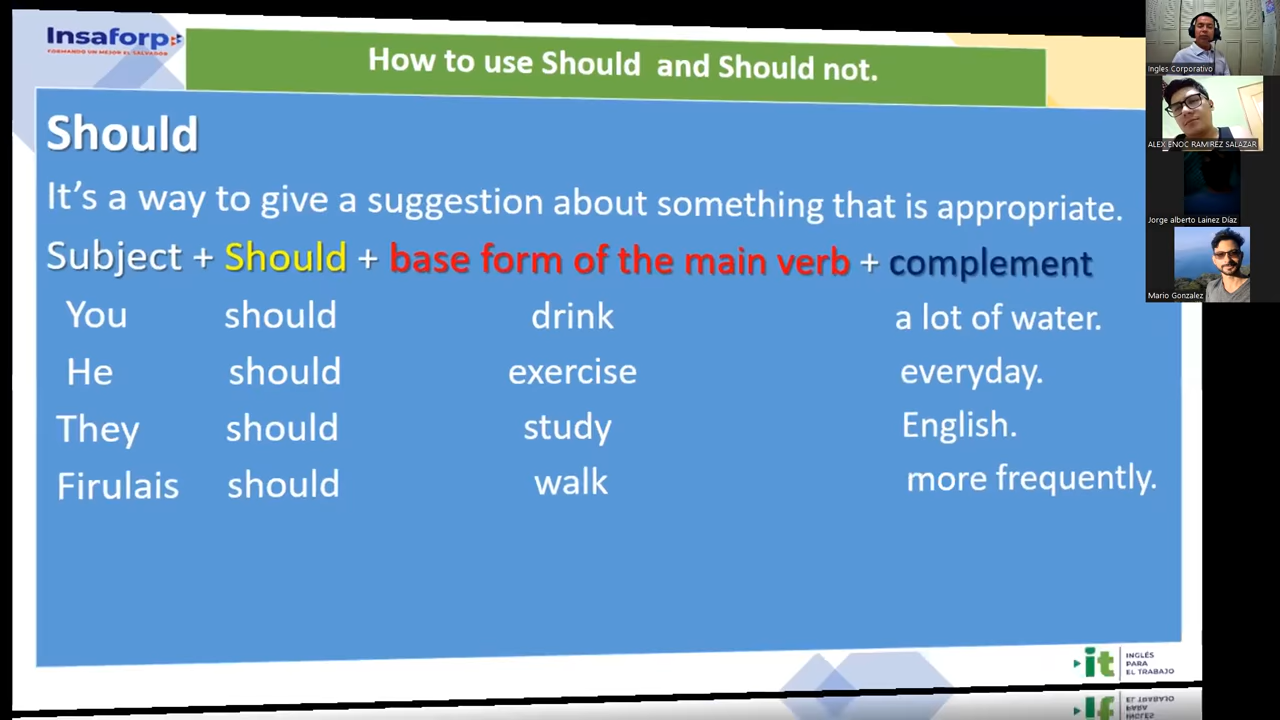 Insaforp
FORMANDO UN MEJOR EL SALVADOR
How to use Should and Should not.
Should
It's a way to give a suggestion about something that is appropriate.
Subject + Should + base form of the main verb + complement
You should drink a lot of water.
He should exercise everyday.
They should study English.
Firulais should walk more frequently.
it INGLÉS
PARA
EL TRABAJO
Ingles Corporativo
ALEX ENOC RAMIREZ SALAZAR
Jorge alberto Lainez Díaz
Mario Gonzalez